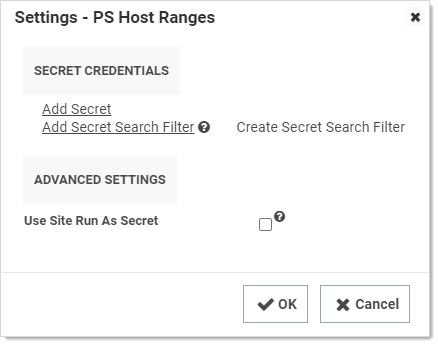 Settings - PS Host Ranges
SECRET CREDENTIALS
Add Secret
Add Secret Search Filter ? Create Secret Search Filter
ADVANCED SETTINGS
Use Site Run As Secret ?
OK Cancel